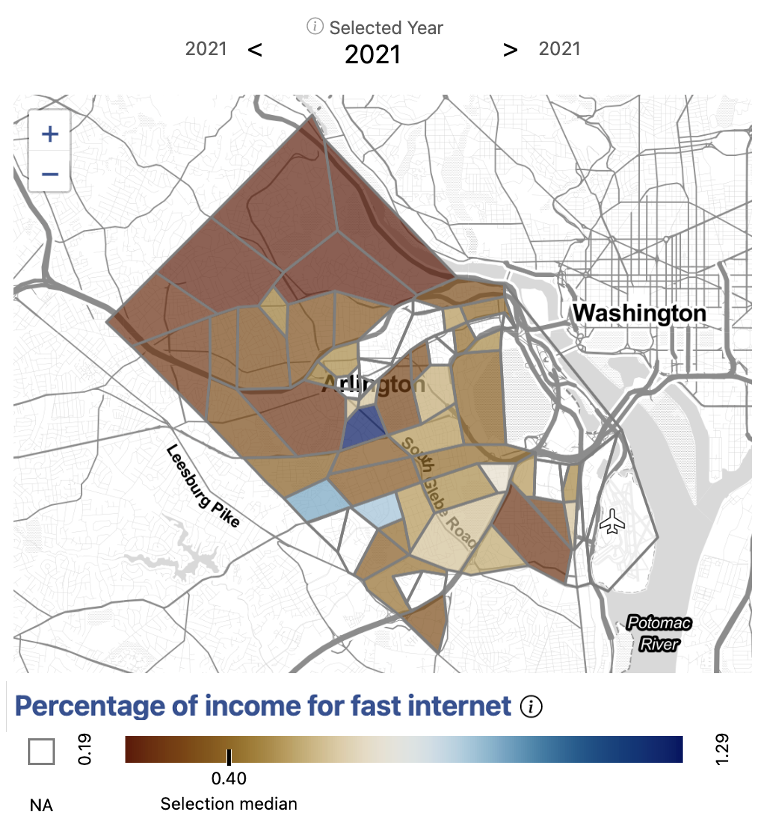 ⓘ Selected Year
2021 < 2021 > 2021
+
−
Washington
Arlington
South Glebe Road
Leesburg Pike
Potomac
River
Percentage of income for fast internet ⓘ
0.19
1.29
0.40
NA
Selection median